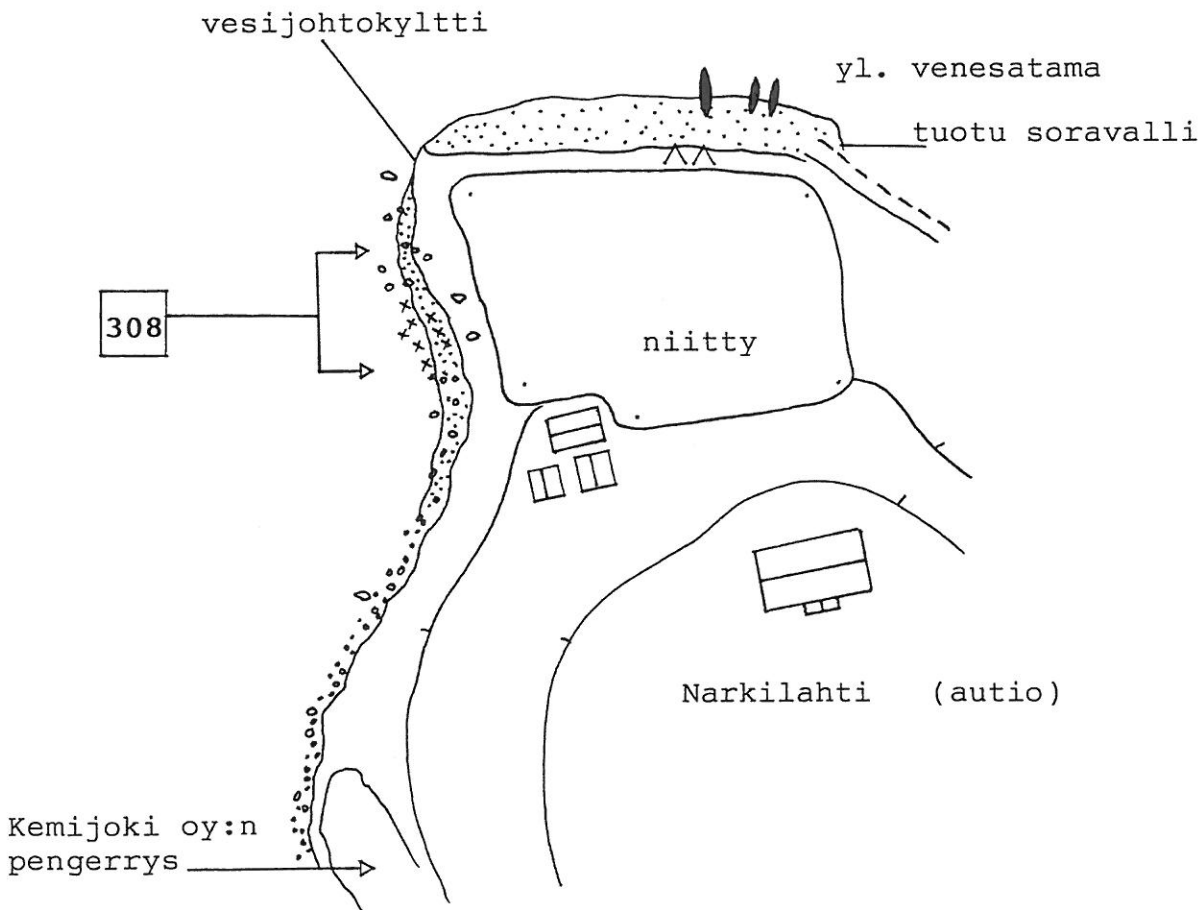 vesijohtokyltti
yl. venesatama
tuotu soravalli
308
niitty
Narkilahti (autio)
Kemijoki oy:n
pengerrys